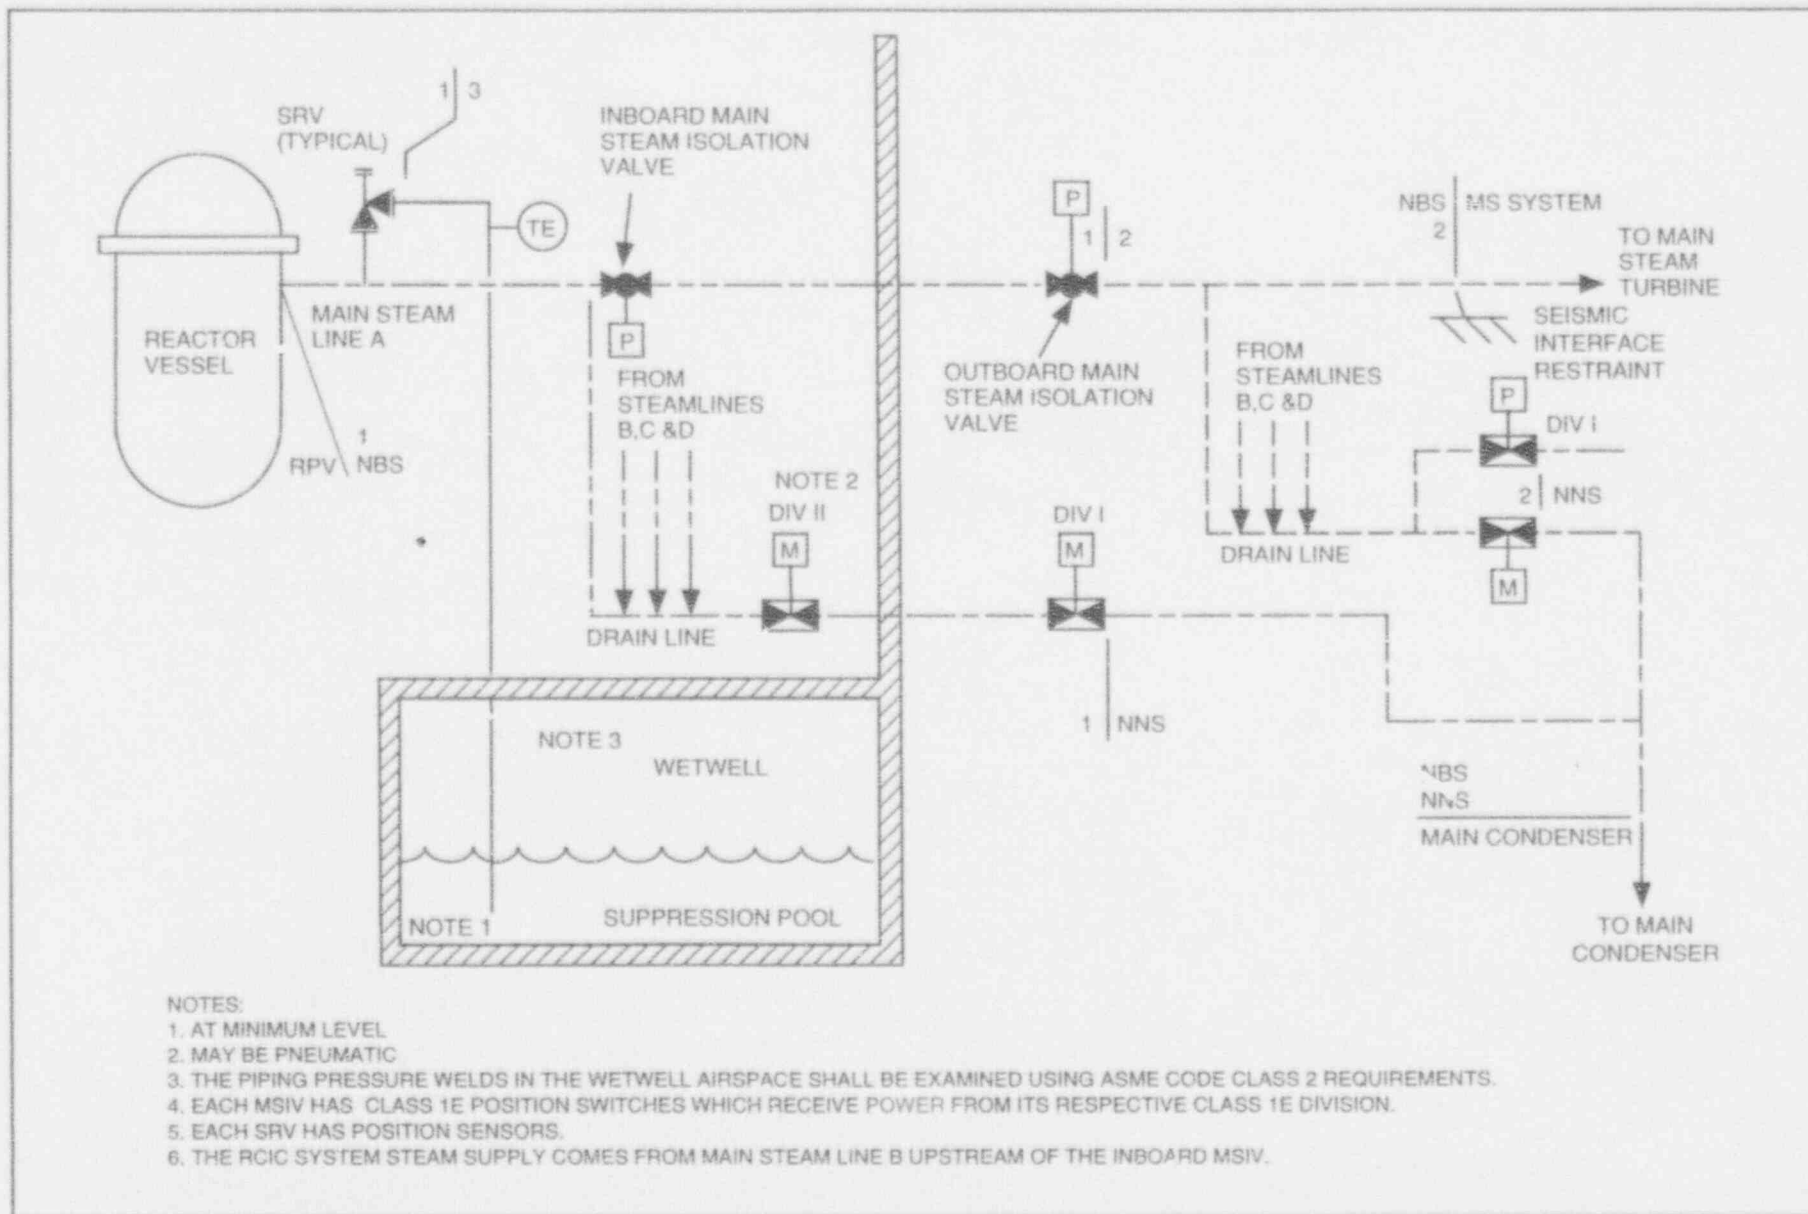 1 | 3
SRV
(TYPICAL)
INBOARD MAIN
STEAM ISOLATION
VALVE
TE
P
MAIN STEAM
LINE A
REACTOR
VESSEL
RPV
1
NBS
FROM
STEAMLINES
B,C &D
NOTE 2
DIV II
M
DRAIN LINE
P
1 | 2
OUTBOARD MAIN
STEAM ISOLATION
VALVE
NBS | MS SYSTEM
2
TO MAIN
STEAM
TURBINE
SEISMIC
INTERFACE
RESTRAINT
FROM
STEAMLINES
B,C &D
P
DIV I
2 | NNS
DRAIN LINE
M
DIV I
M
1 | NNS
NBS
NNS
MAIN CONDENSER
TO MAIN
CONDENSER
NOTE 3
WETWELL
NOTE 1
SUPPRESSION POOL
NOTES:
1. AT MINIMUM LEVEL
2. MAY BE PNEUMATIC
3. THE PIPING PRESSURE WELDS IN THE WETWELL AIRSPACE SHALL BE EXAMINED USING ASME CODE CLASS 2 REQUIREMENTS.
4. EACH MSIV HAS CLASS 1E POSITION SWITCHES WHICH RECEIVE POWER FROM ITS RESPECTIVE CLASS 1E DIVISION.
5. EACH SRV HAS POSITION SENSORS.
6. THE RCIC SYSTEM STEAM SUPPLY COMES FROM MAIN STEAM LINE B UPSTREAM OF THE INBOARD MSIV.